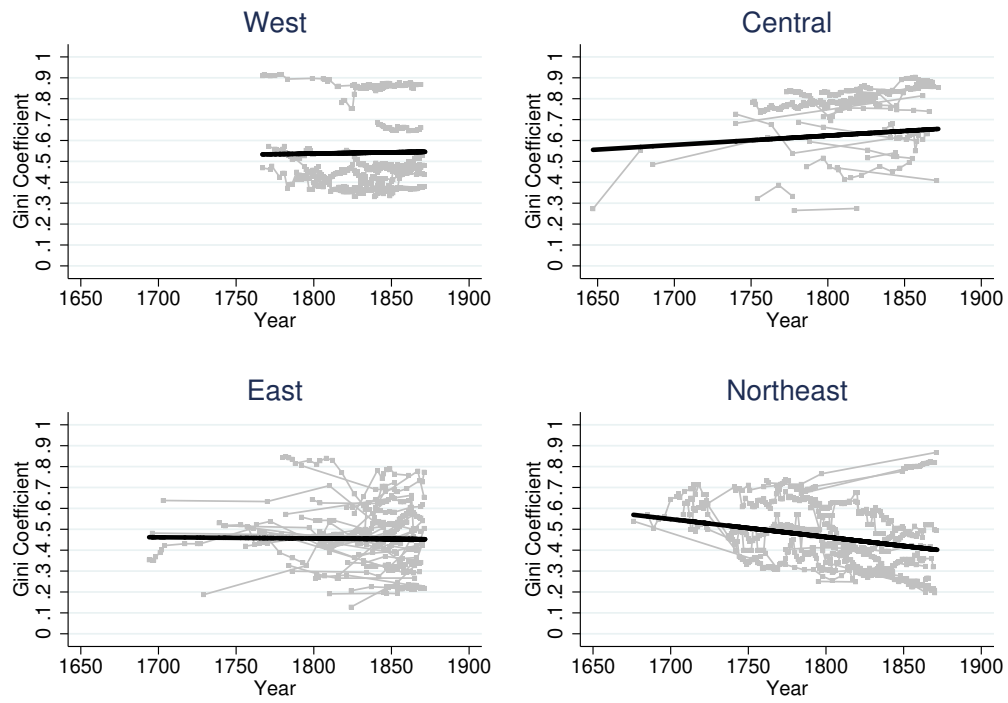 West
Gini Coefficient
0 .1 .2 .3 .4 .5 .6 .7 .8 .9 1
1650 1700 1750 1800 1850 1900
Year
Central
Gini Coefficient
0 .1 .2 .3 .4 .5 .6 .7 .8 .9 1
1650 1700 1750 1800 1850 1900
Year
East
Gini Coefficient
0 .1 .2 .3 .4 .5 .6 .7 .8 .9 1
1650 1700 1750 1800 1850 1900
Year
Northeast
Gini Coefficient
0 .1 .2 .3 .4 .5 .6 .7 .8 .9 1
1650 1700 1750 1800 1850 1900
Year